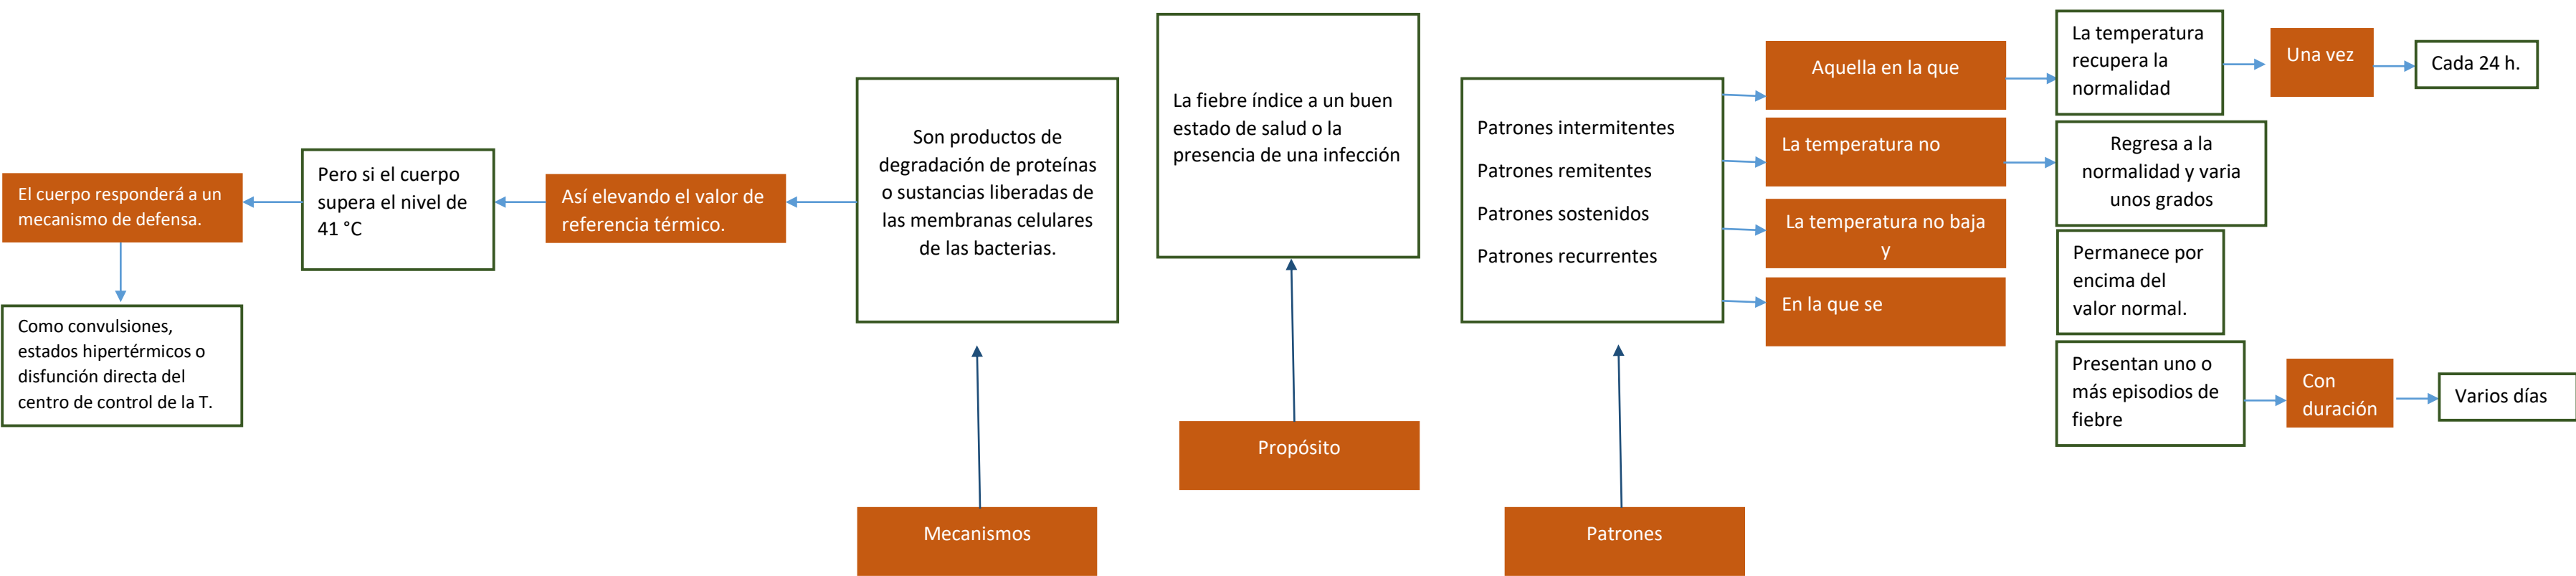 El cuerpo responderá a un
mecanismo de defensa.
Como convulsiones,
estados hipertérmicos o
disfunción directa del
centro de control de la T.
Pero si el cuerpo
supera el nivel de
41 °C
Así elevando el valor de
referencia térmico.
Son productos de
degradación de proteínas
o sustancias liberadas de
las membranas celulares
de las bacterias.
Mecanismos
La fiebre índice a un buen
estado de salud o la
presencia de una infección
Propósito
Patrones intermitentes
Patrones remitentes
Patrones sostenidos
Patrones recurrentes
Patrones
Aquella en la que
La temperatura
recupera la
normalidad
Una vez
Cada 24 h.
La temperatura no
Regresa a la
normalidad y varia
unos grados
La temperatura no baja
y
Permanece por
encima del
valor normal.
En la que se
Presentan uno o
más episodios de
fiebre
Con
duración
Varios días